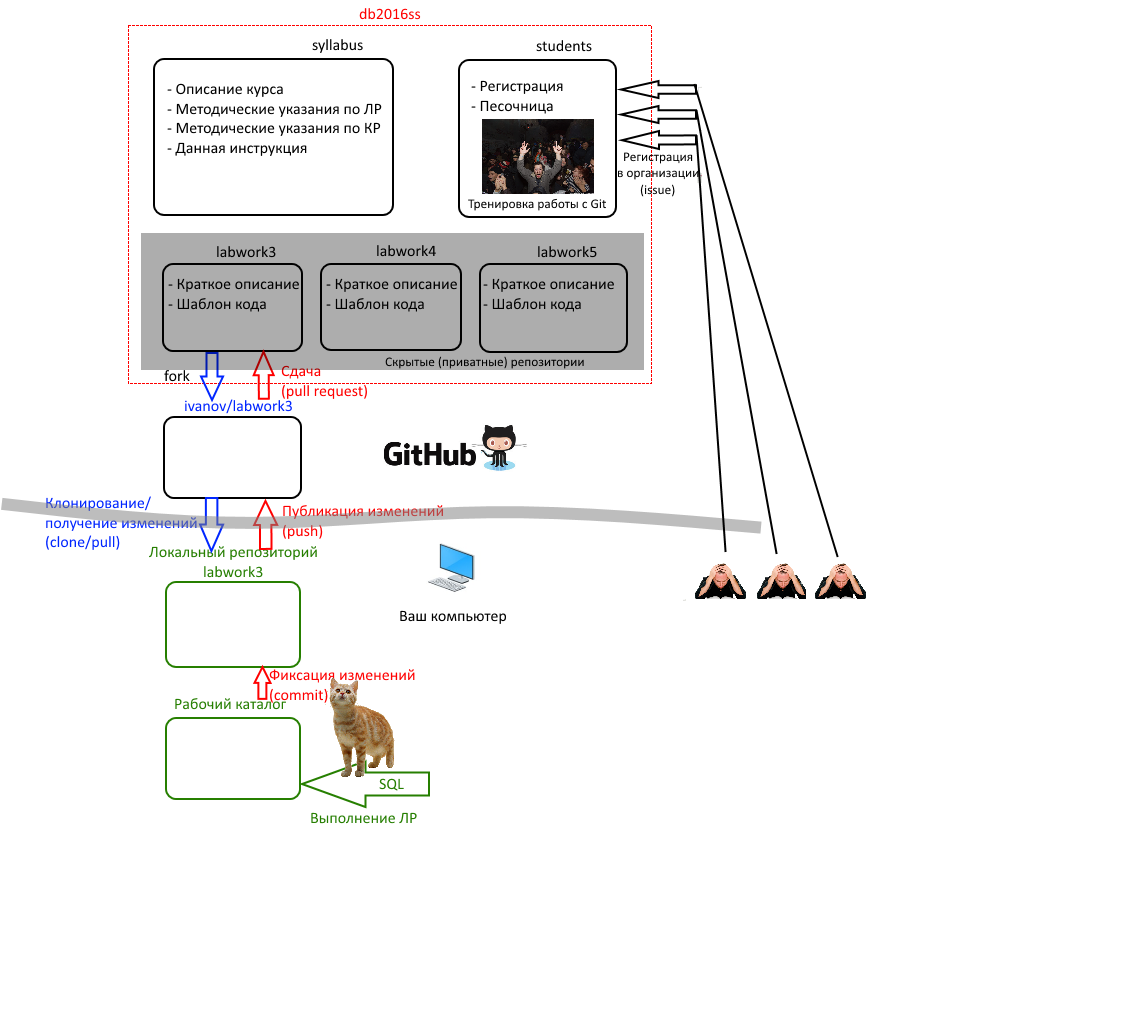 db2016ss
syllabus
- Описание курса
- Методические указания по ЛР
- Методические указания по КР
- Данная инструкция
students
- Регистрация
- Песочница
Тренировка работы с Git
Регистрация
в организации
(issue)
labwork3
- Краткое описание
- Шаблон кода
labwork4
- Краткое описание
- Шаблон кода
labwork5
- Краткое описание
- Шаблон кода
Скрытые (приватные) репозитории
fork
Сдача
(pull request)
ivanov/labwork3
GitHub
Клонирование/
получение изменений
(clone/pull)
Публикация изменений
(push)
Локальный репозиторий
labwork3
Ваш компьютер
Фиксация изменений
(commit)
Рабочий каталог
SQL
Выполнение ЛР